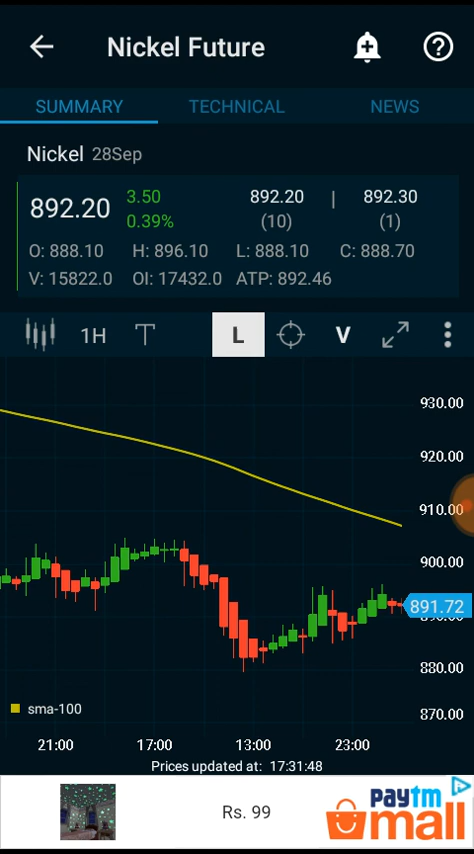 Nickel Future
SUMMARY TECHNICAL NEWS
Nickel 28Sep
892.20 3.50 0.39% 892.20 (10) | 892.30 (1)
O: 888.10 H: 896.10 L: 888.10 C: 888.70
V: 15822.0 OI: 17432.0 ATP: 892.46
1H T L V
930.00
920.00
910.00
900.00
891.72
890.00
880.00
870.00
sma-100
21:00 17:00 13:00 23:00
Prices updated at: 17:31:48
Rs. 99
paytm
mall